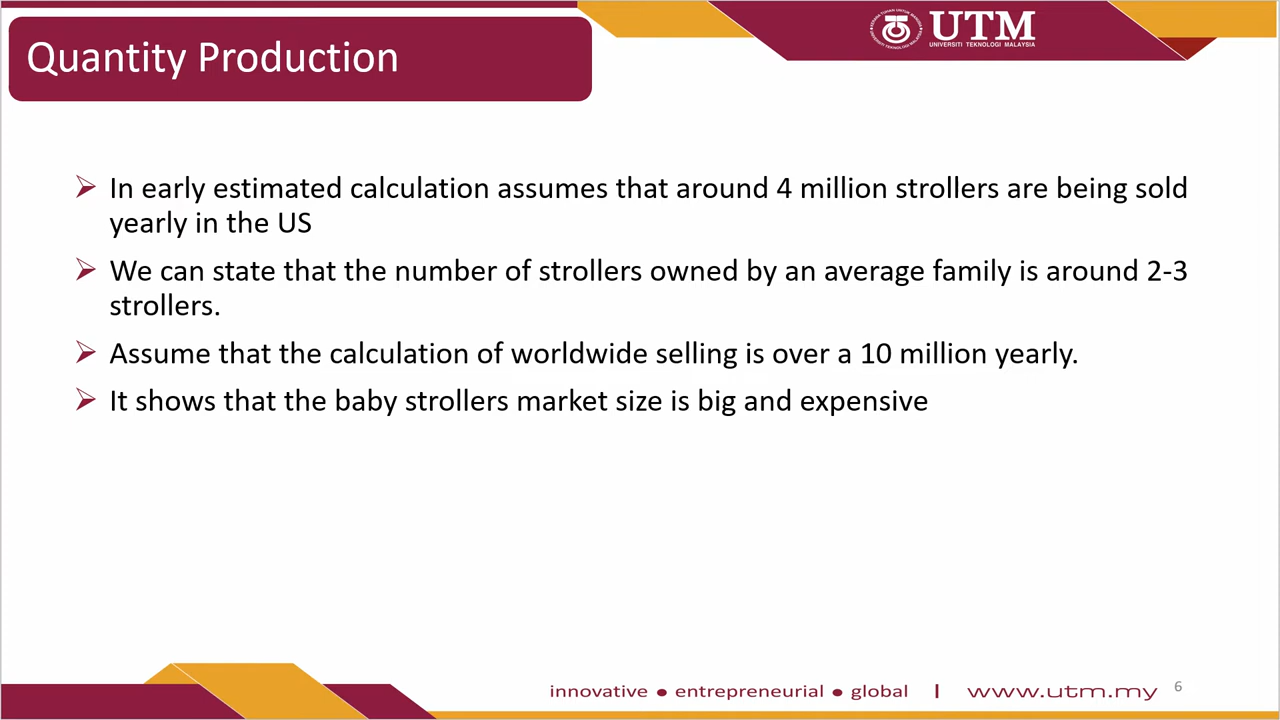 Quantity Production
UTM
UNIVERSITI TEKNOLOGI MALAYSIA
In early estimated calculation assumes that around 4 million strollers are being sold
yearly in the US
We can state that the number of strollers owned by an average family is around 2-3
strollers.
Assume that the calculation of worldwide selling is over a 10 million yearly.
It shows that the baby strollers market size is big and expensive
innovative ● entrepreneurial ● global | www.utm.my
6